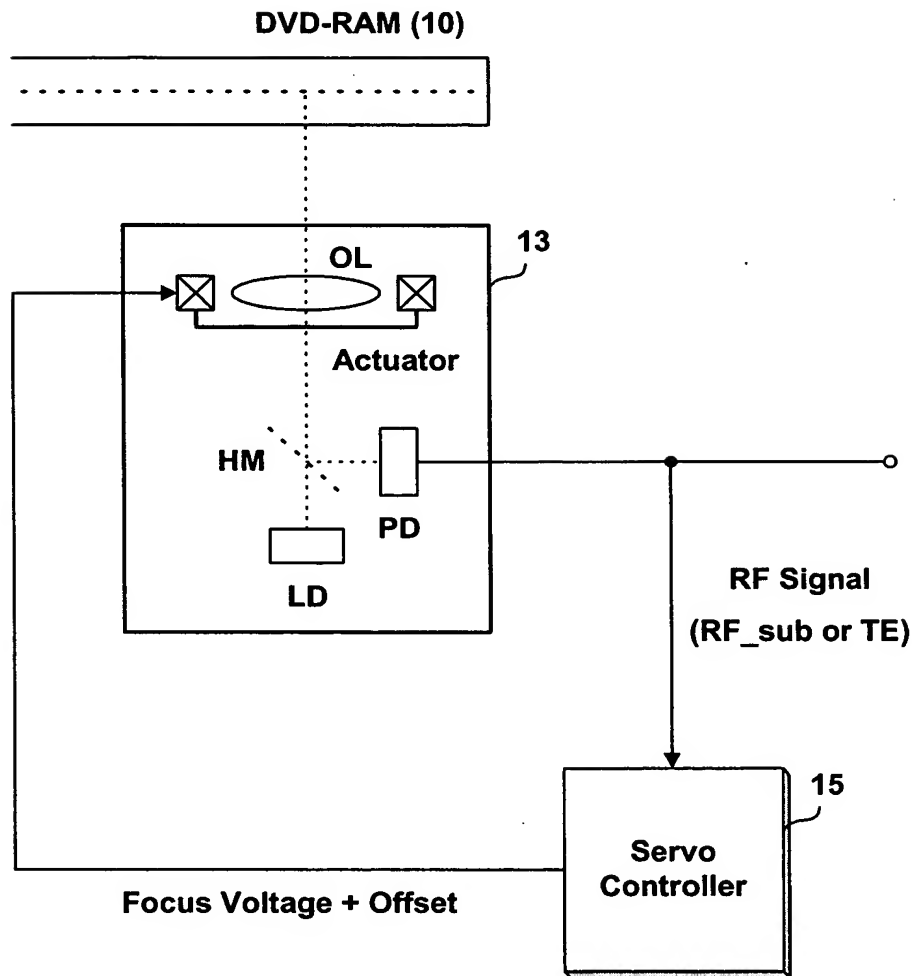 DVD-RAM (10)
13
OL
Actuator
HM
PD
LD
RF Signal
(RF_sub or TE)
15
Servo
Controller
Focus Voltage + Offset